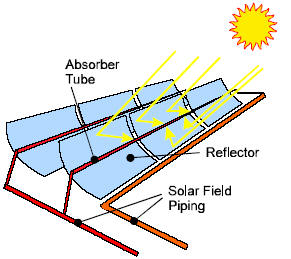 Absorber
Tube
Reflector
Solar Field
Piping